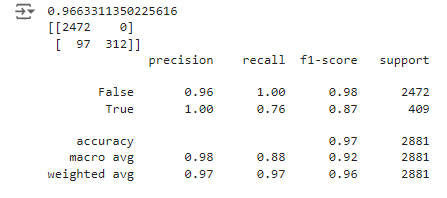 0.9663311350225616
[[2472    0]
 [  97  312]]
              precision    recall  f1-score   support

       False       0.96      1.00      0.98      2472
        True       1.00      0.76      0.87       409

    accuracy                           0.97      2881
   macro avg       0.98      0.88      0.92      2881
weighted avg       0.97      0.97      0.96      2881